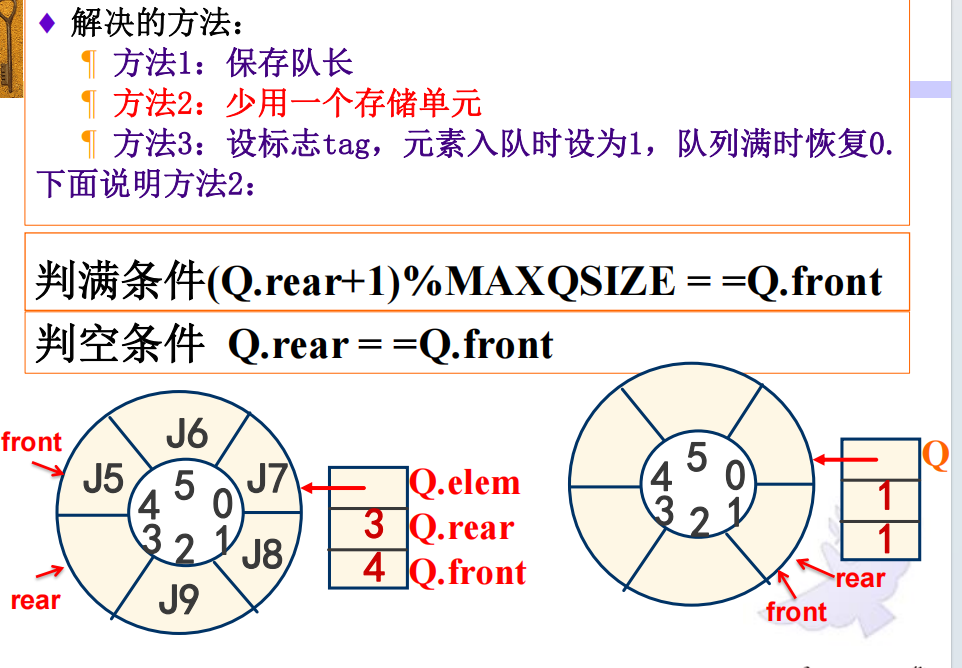 解决的方法:
方法1: 保存队长
方法2: 少用一个存储单元
方法3: 设标志tag, 元素入队时设为1, 队列满时恢复0.
下面说明方法2:
判满条件(Q.rear+1)%MAXQSIZE = =Q.front
判空条件 Q.rear = =Q.front
front
J5
J6
J7
J8
J9
4
5
0
3
2
1
rear
Q.elem
3 Q.rear
4 Q.front
4
5
0
3
2
1
Q
1
1
rear
front